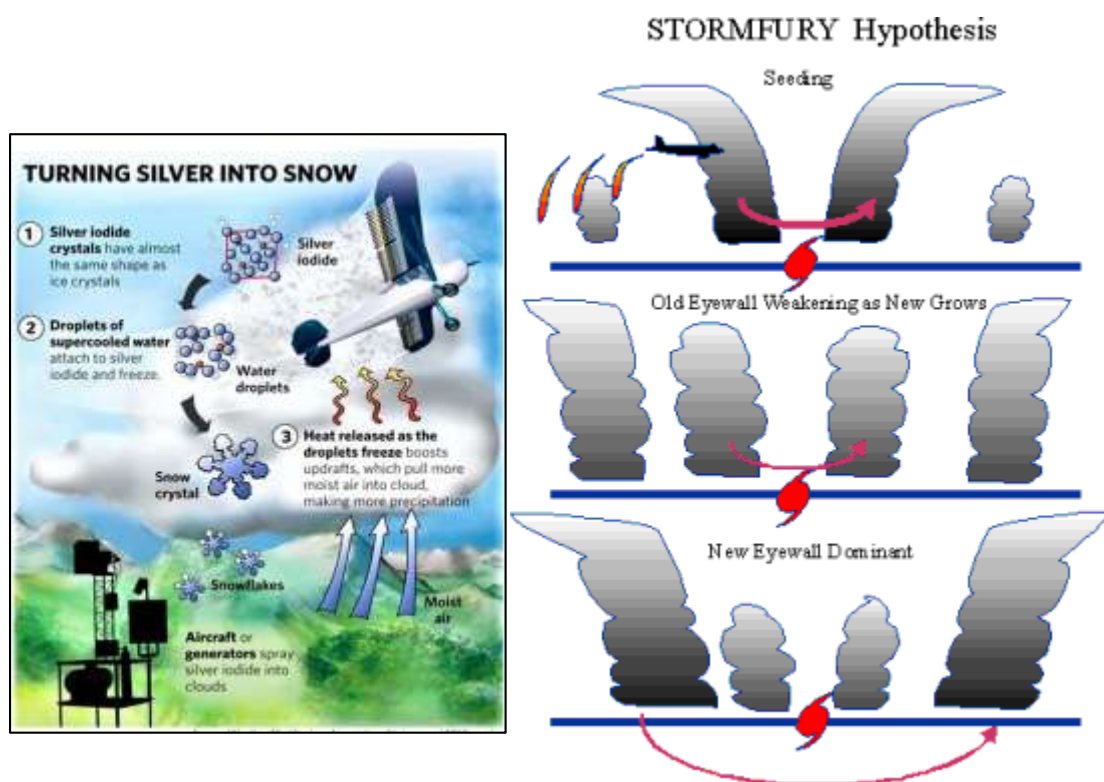 TURNING SILVER INTO SNOW
1
Silver iodide
crystals have almost
the same shape as
ice crystals
Silver
iodide
2
Droplets of
supercooled water
attach to silver
iodide and freeze.
Water
droplets
3
Heat released as the
droplets freeze boosts
updrafts, which pull more
moist air into cloud,
making more precipitation
Snow
crystal
Snowflakes
Moist
air
Aircraft or
generators spray
silver iodide into
clouds
STORMFURY Hypothesis
Seeding
Old Eyewall Weakening as New Grows
New Eyewall Dominant